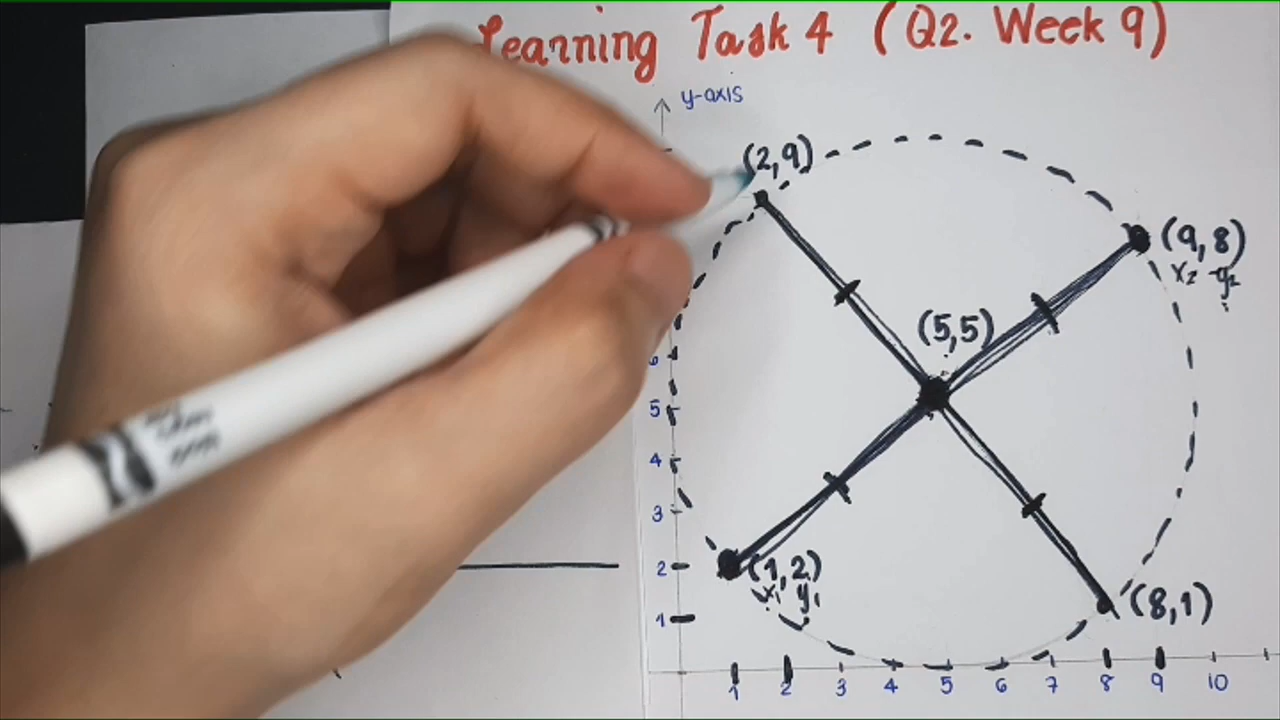 Learning Task 4 (Q2. Week 9)
y-axis
(2,9)
(9,8)
x₂ y₂
(5,5)
6
5
4
3
2
1
(1,2)
x₁ y₁
(8,1)
1 2 3 4 5 6 7 8 9 10